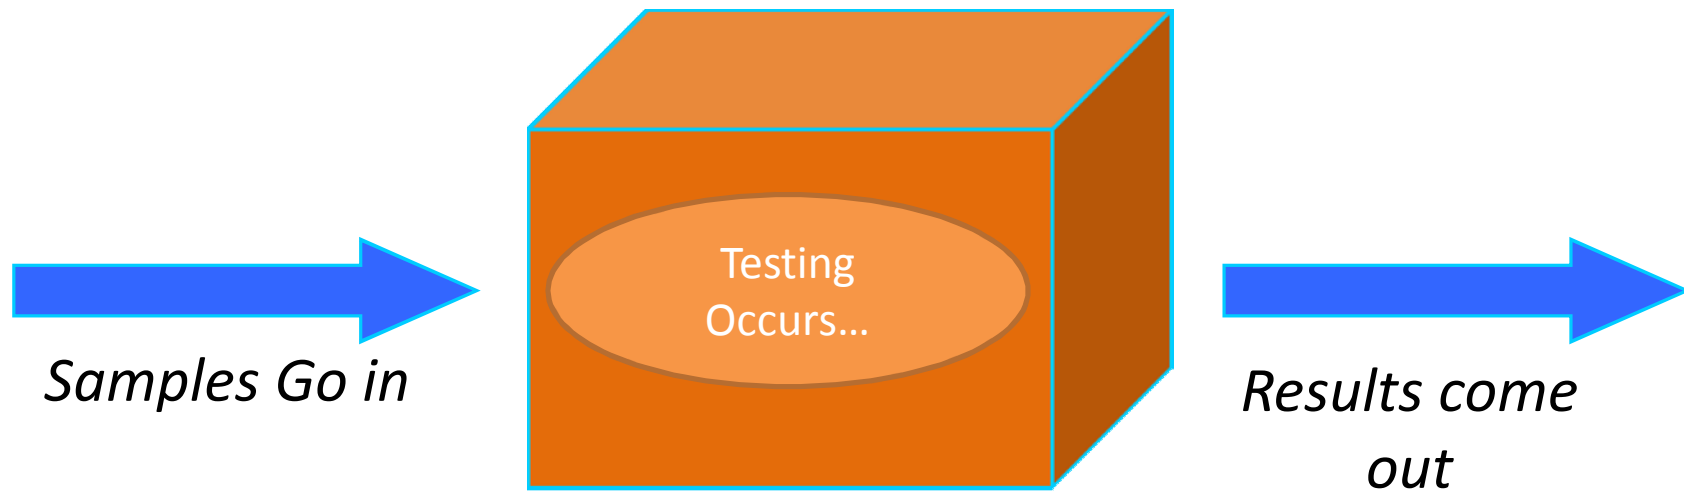 Samples Go in
Testing
Occurs...
Results come
out